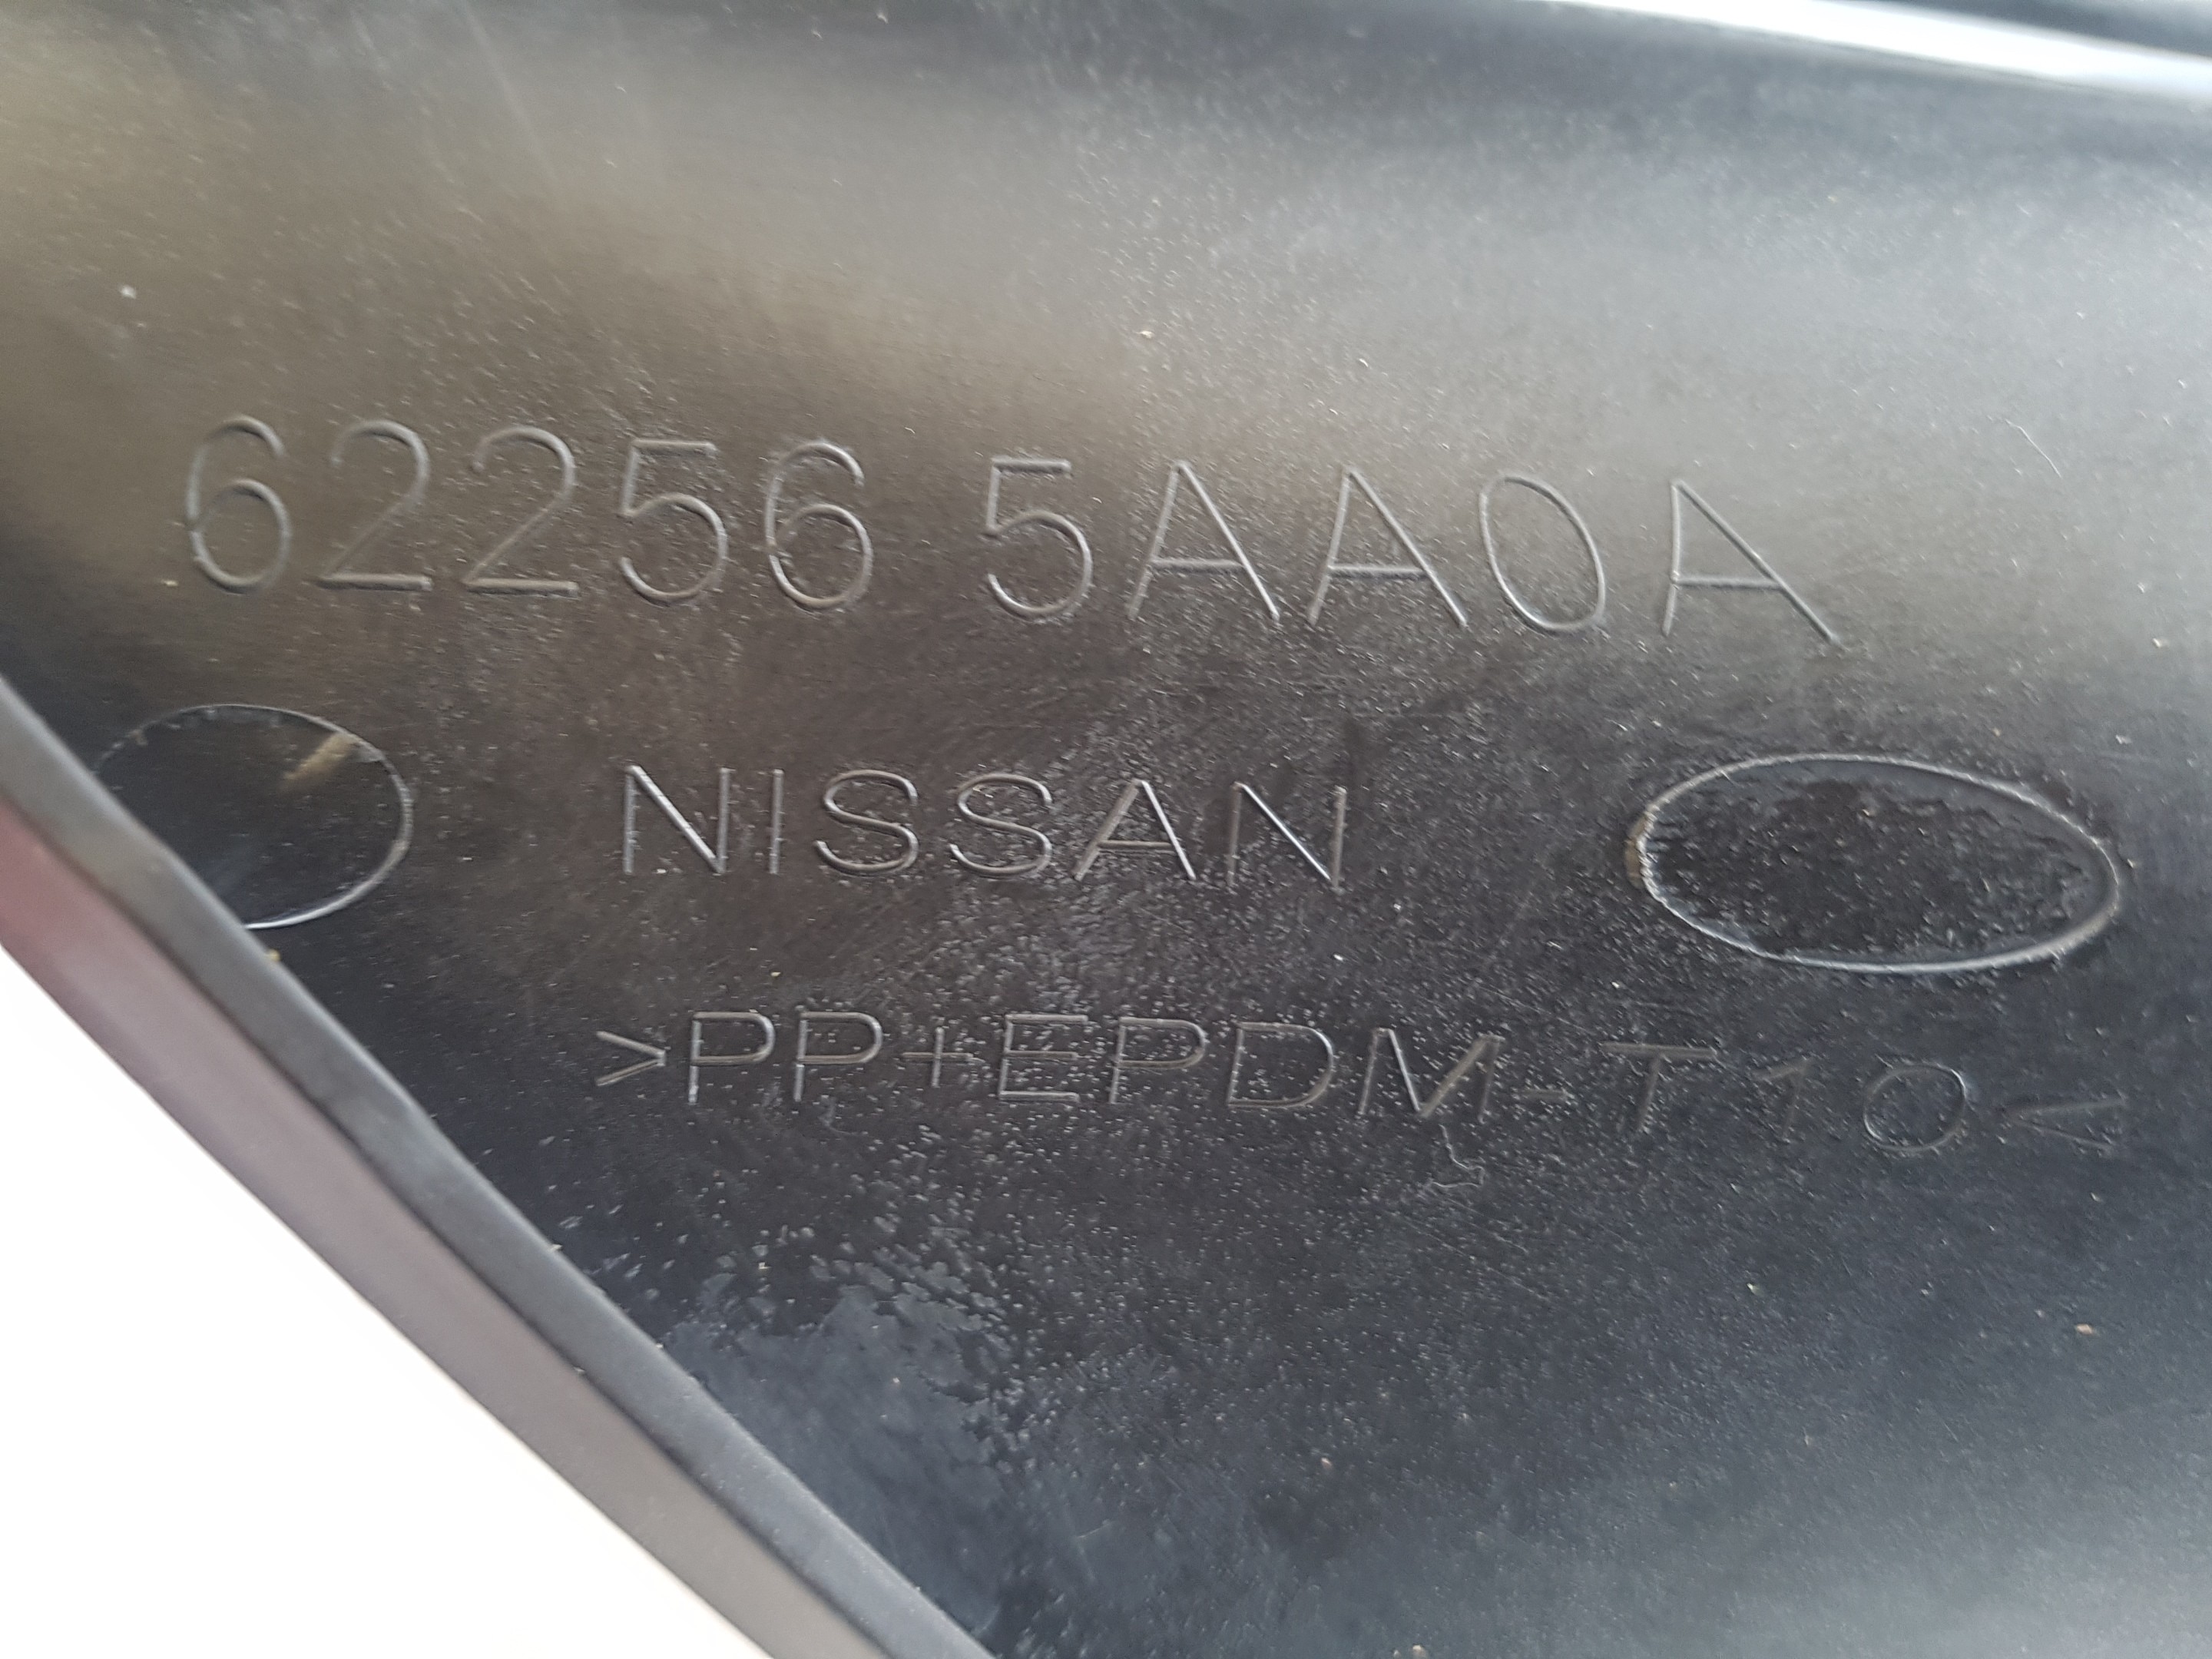 62256 5AA0A
NISSAN
>PP+EPDM-T10<